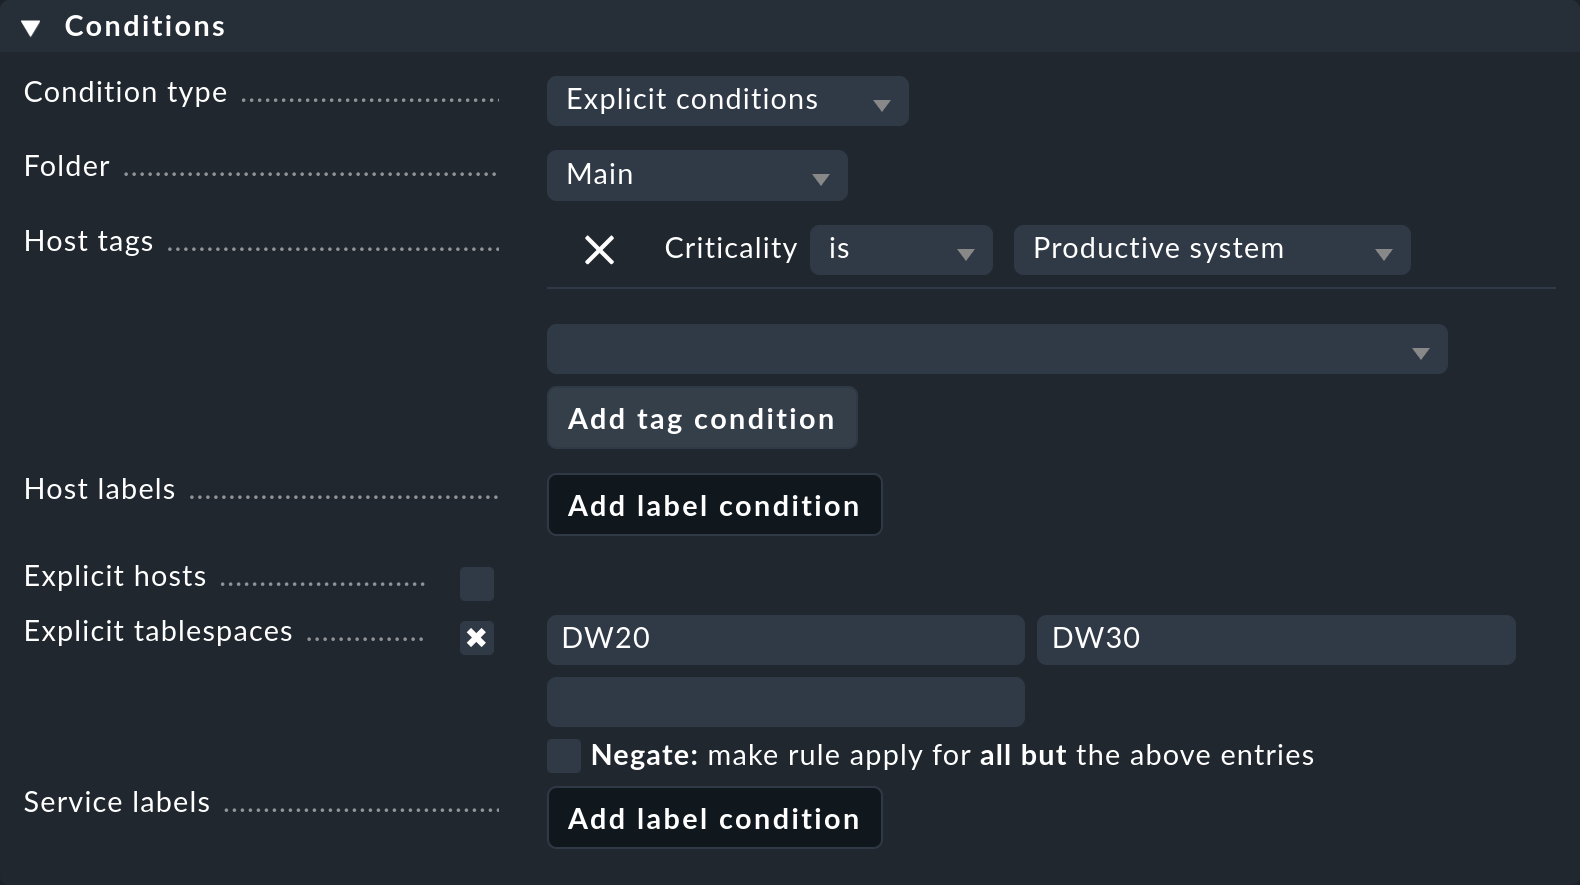 Conditions
Condition type Explicit conditions
Folder Main
Host tags Criticality is Productive system
Add tag condition
Host labels Add label condition
Explicit hosts
Explicit tablespaces DW20 DW30
Negate: make rule apply for all but the above entries
Service labels Add label condition